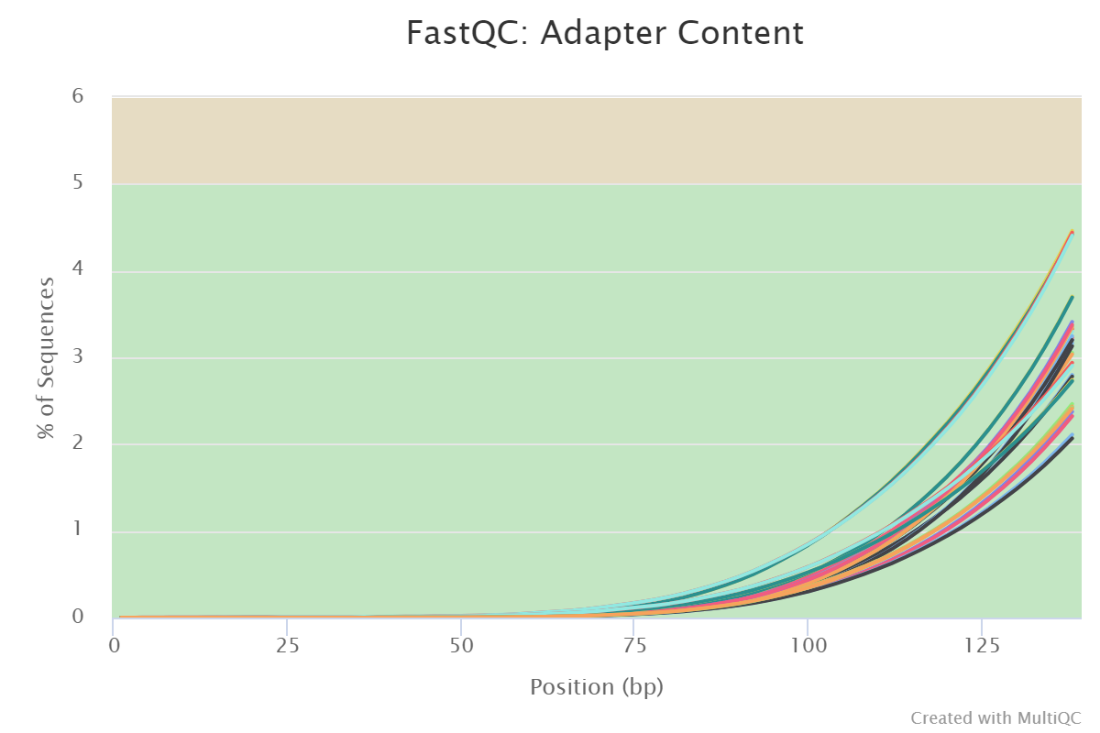 FastQC: Adapter Content
6
5
4
3
2
1
0
% of Sequences
0 25 50 75 100 125
Position (bp)
Created with MultiQC